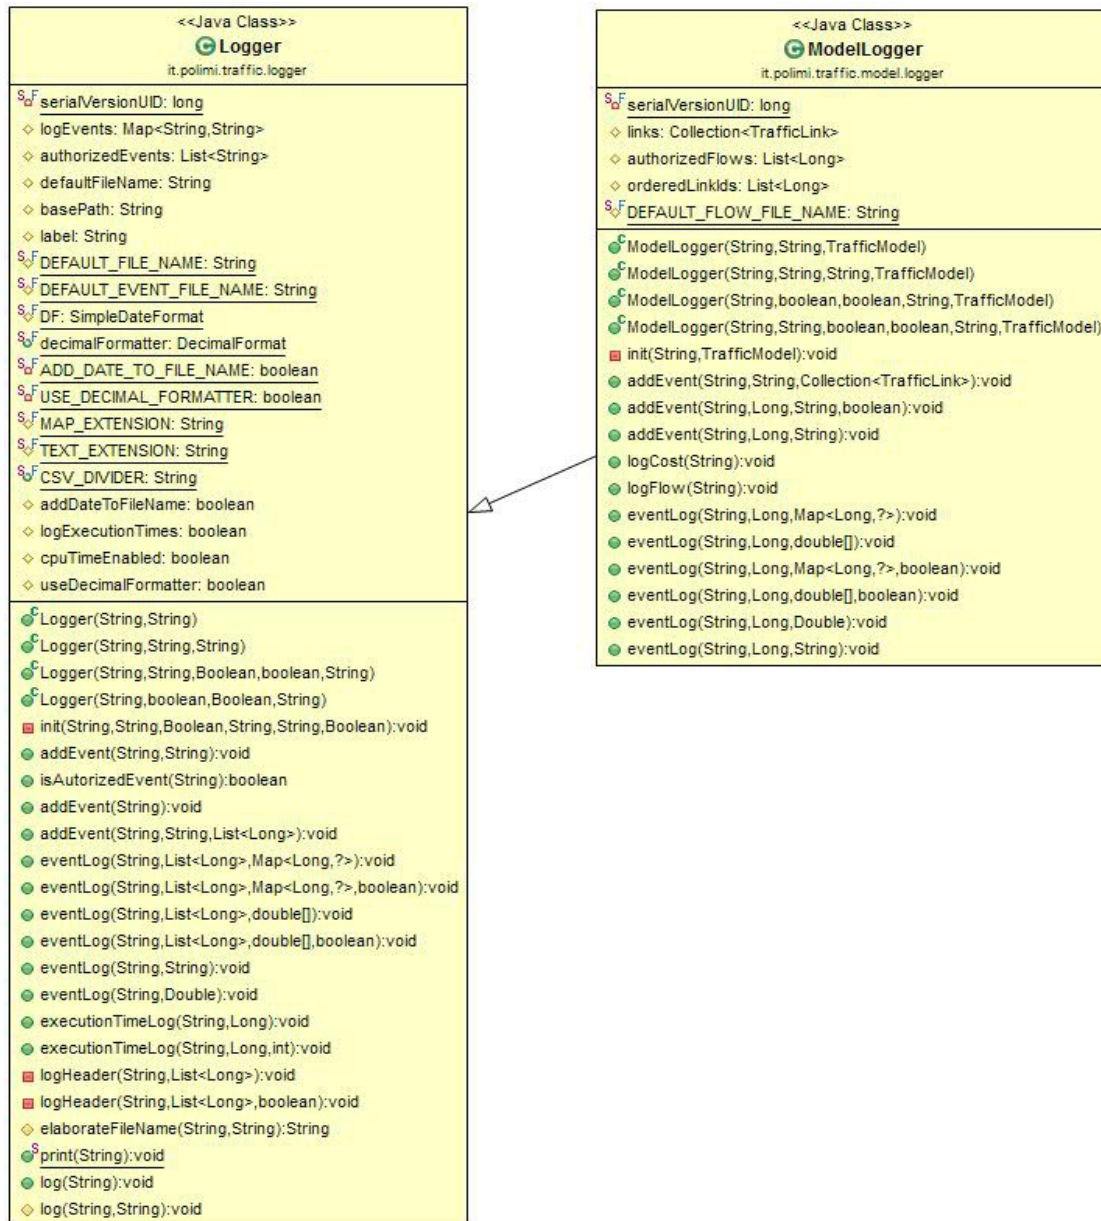 <<Java Class>>
Logger
it.polimi.traffic.logger
serialVersionUID: long
logEvents: Map<String,String>
authorizedEvents: List<String>
defaultFileName: String
basePath: String
label: String
DEFAULT_FILE_NAME: String
DEFAULT_EVENT_FILE_NAME: String
DF: SimpleDateFormat
decimalFormatter: DecimalFormat
ADD_DATE_TO_FILE_NAME: boolean
USE_DECIMAL_FORMATTER: boolean
MAP_EXTENSION: String
TEXT_EXTENSION: String
CSV_DIVIDER: String
addDateToFileName: boolean
logExecutionTimes: boolean
cpuTimeEnabled: boolean
useDecimalFormatter: boolean
Logger(String,String)
Logger(String,String,String)
Logger(String,String,Boolean,boolean,String)
Logger(String,boolean,Boolean,String)
init(String,String,Boolean,String,String,Boolean):void
addEvent(String,String):void
isAutorizedEvent(String):boolean
addEvent(String):void
addEvent(String,String,List<Long>):void
eventLog(String,List<Long>,Map<Long,?>):void
eventLog(String,List<Long>,Map<Long,?>,boolean):void
eventLog(String,List<Long>,double[]):void
eventLog(String,List<Long>,double[],boolean):void
eventLog(String,String):void
eventLog(String,Double):void
executionTimeLog(String,Long):void
executionTimeLog(String,Long,int):void
logHeader(String,List<Long>):void
logHeader(String,List<Long>,boolean):void
elaborateFileName(String,String):String
print(String):void
log(String):void
log(String,String):void
<<Java Class>>
ModelLogger
it.polimi.traffic.model.logger
serialVersionUID: long
links: Collection<TrafficLink>
authorizedFlows: List<Long>
orderedLinkIds: List<Long>
DEFAULT_FLOW_FILE_NAME: String
ModelLogger(String,String,TrafficModel)
ModelLogger(String,String,String,TrafficModel)
ModelLogger(String,boolean,boolean,String,TrafficModel)
ModelLogger(String,String,boolean,boolean,String,TrafficModel)
init(String,TrafficModel):void
addEvent(String,String,Collection<TrafficLink>):void
addEvent(String,Long,String,boolean):void
addEvent(String,Long,String):void
logCost(String):void
logFlow(String):void
eventLog(String,Long,Map<Long,?>):void
eventLog(String,Long,double[]):void
eventLog(String,Long,Map<Long,?>,boolean):void
eventLog(String,Long,double[],boolean):void
eventLog(String,Long,Double):void
eventLog(String,Long,String):void